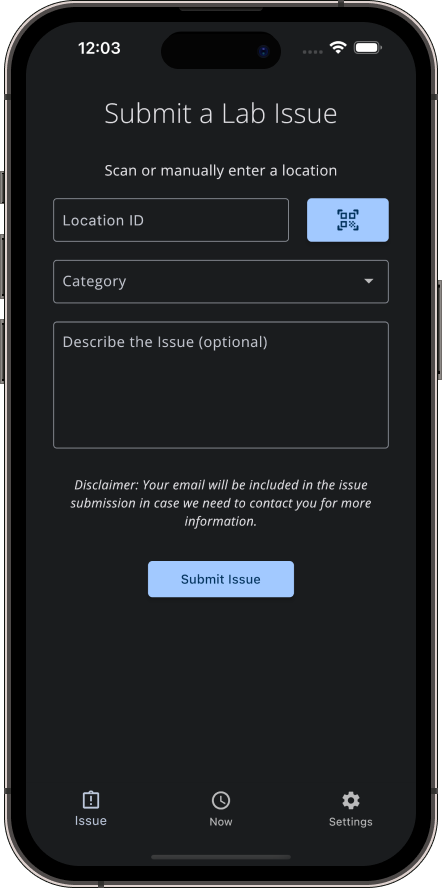 12:03
Submit a Lab Issue
Scan or manually enter a location
Location ID
Category
Describe the Issue (optional)
Disclaimer: Your email will be included in the issue
submission in case we need to contact you for more
information.
Submit Issue
Issue
Now
Settings